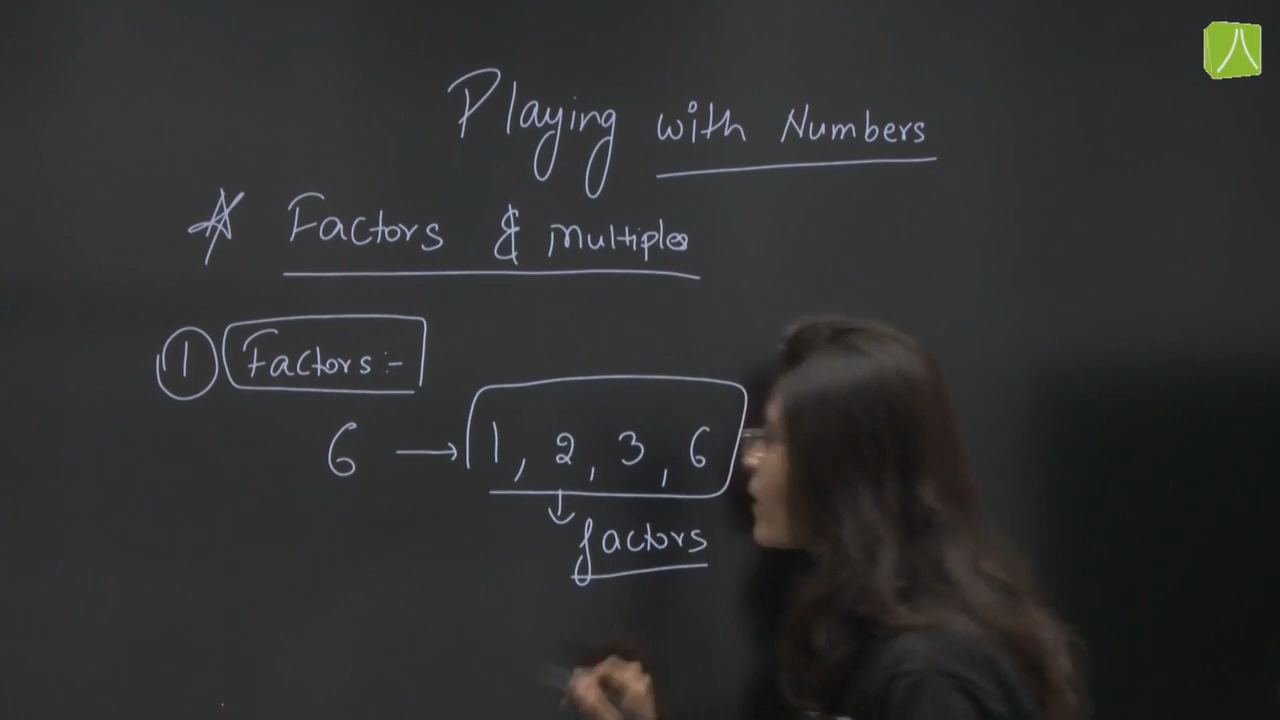 Playing with Numbers
Factors & Multiples
1 Factors:-
6 → 1, 2, 3, 6
factors